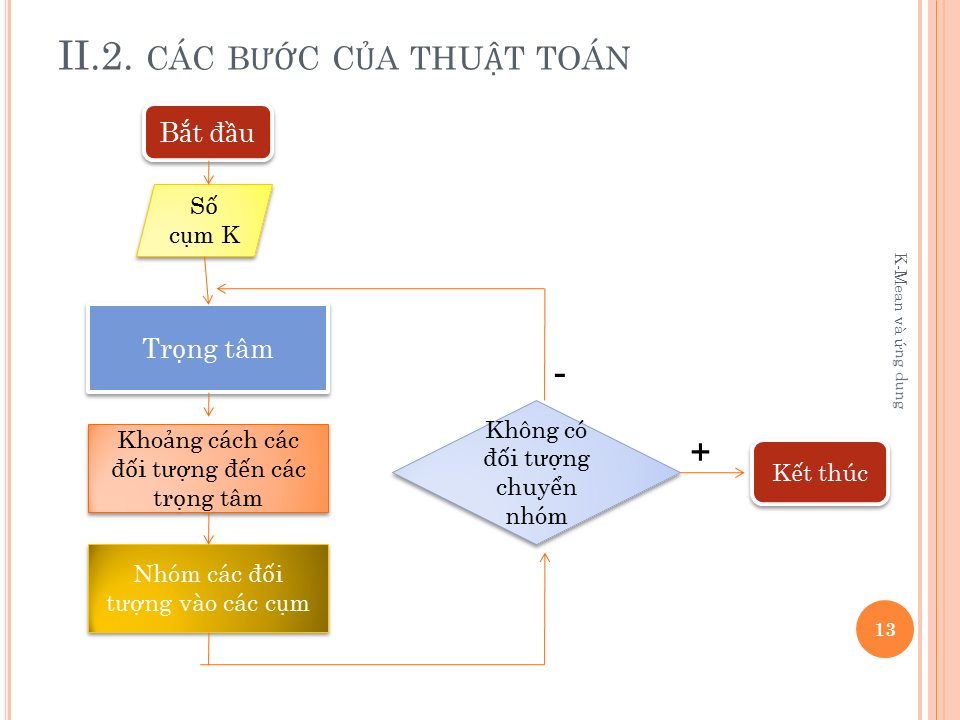 II.2. CÁC BƯỚC CỦA THUẬT TOÁN
Bắt đầu
Số
cụm K
Trọng tâm
Khoảng cách các
đối tượng đến các
trọng tâm
Nhóm các đối
tượng vào các cụm
Không có
đối tượng
chuyển
nhóm
-
+
Kết thúc
K-Mean và ứng dung
13